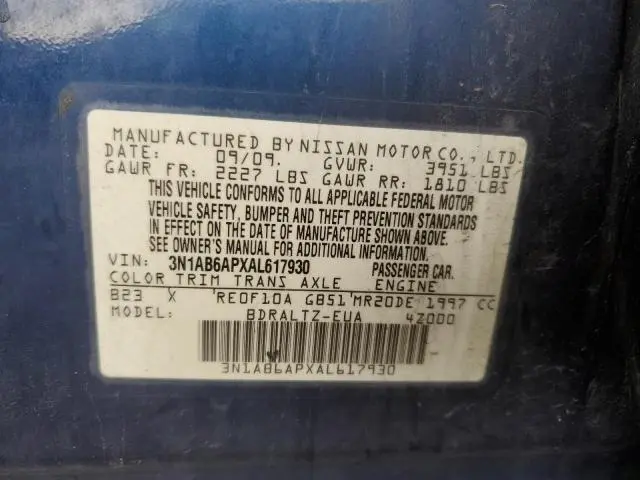 MANUFACTURED BY NISSAN MOTOR CO., LTD.
DATE: 09/09. GVWR: 3951 LBS
GAWR FR: 2227 LBS GAWR RR: 1810 LBS
THIS VEHICLE CONFORMS TO ALL APPLICABLE FEDERAL MOTOR
VEHICLE SAFETY, BUMPER AND THEFT PREVENTION STANDARDS
IN EFFECT ON THE DATE OF MANUFACTURE SHOWN ABOVE.
SEE OWNER'S MANUAL FOR ADDITIONAL INFORMATION.
VIN: 3N1AB6APXAL617930 PASSENGER CAR.
COLOR TRIM TRANS AXLE ENGINE
B23 X RE0F10A GB51 MR20DE 1997 CC
BDRALTZ-EUA 4Z000
3N1AB6APXAL617930